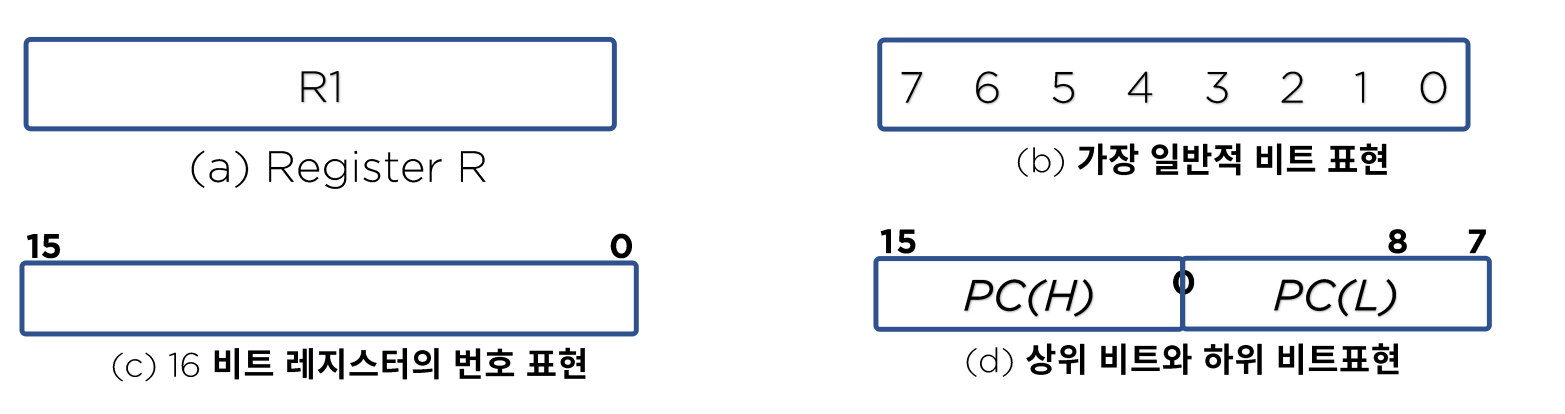 R1
(a) Register R
7 6 5 4 3 2 1 0
(b) 가장 일반적 비트 표현
15 0
(c) 16 비트 레지스터의 번호 표현
15 8 7
0
PC(H) PC(L)
(d) 상위 비트와 하위 비트표현